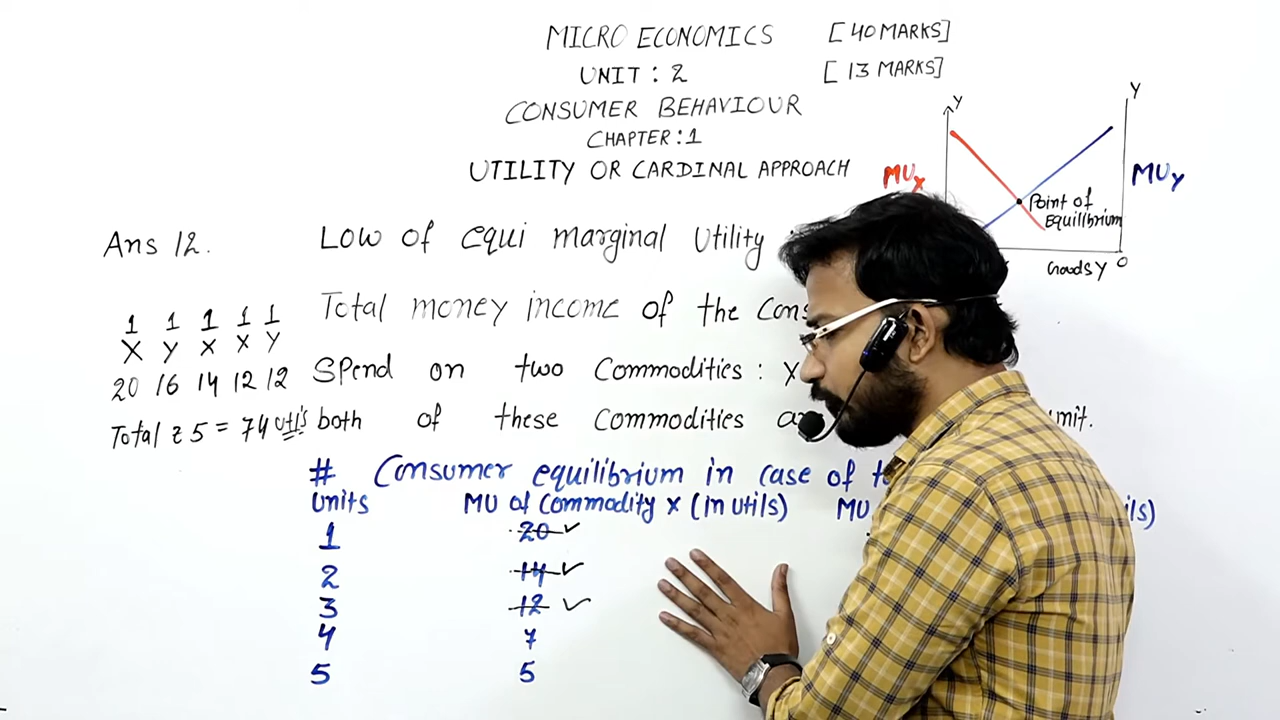 MICRO ECONOMICS [40 MARKS]
UNIT : 2 [13 MARKS]
CONSUMER BEHAVIOUR
CHAPTER : 1
UTILITY OR CARDINAL APPROACH
Y Y
MUx MUy
Point of
Equilibrium
Goods Y O
Ans 12. Low of equi marginal utility
Total money income of the
1 1 1 1 1
X Y X X Y
20 16 14 12 12
Spend on two Commodities : X
Total ₹ 5 = 74 utils
both of these Commodities
# Consumer equilibrium in case of
Units MU of Commodity X (in utils) MU
1 20 ✓
2 14 ✓
3 12 ✓
4 7
5 5